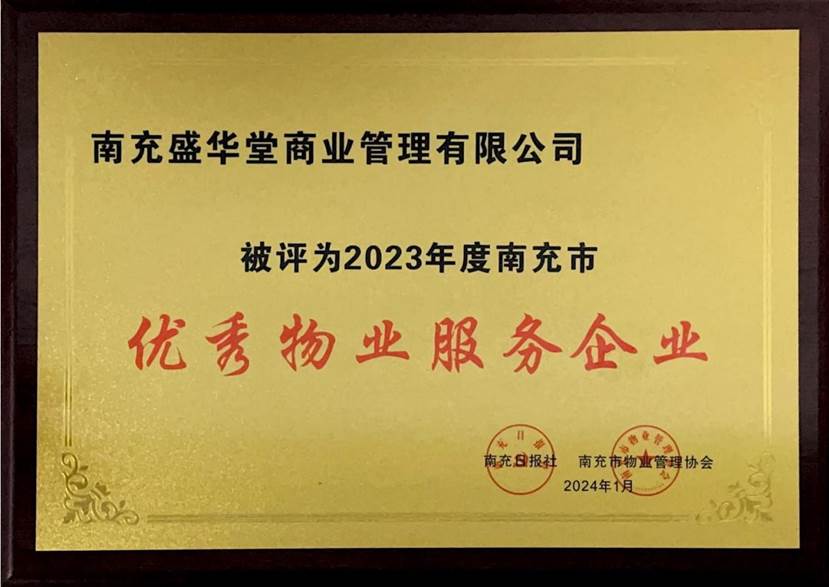 南充盛华堂商业管理有限公司
被评为2023年度南充市
优秀物业服务企业
南充日报社 南充市物业管理协会
2024年1月